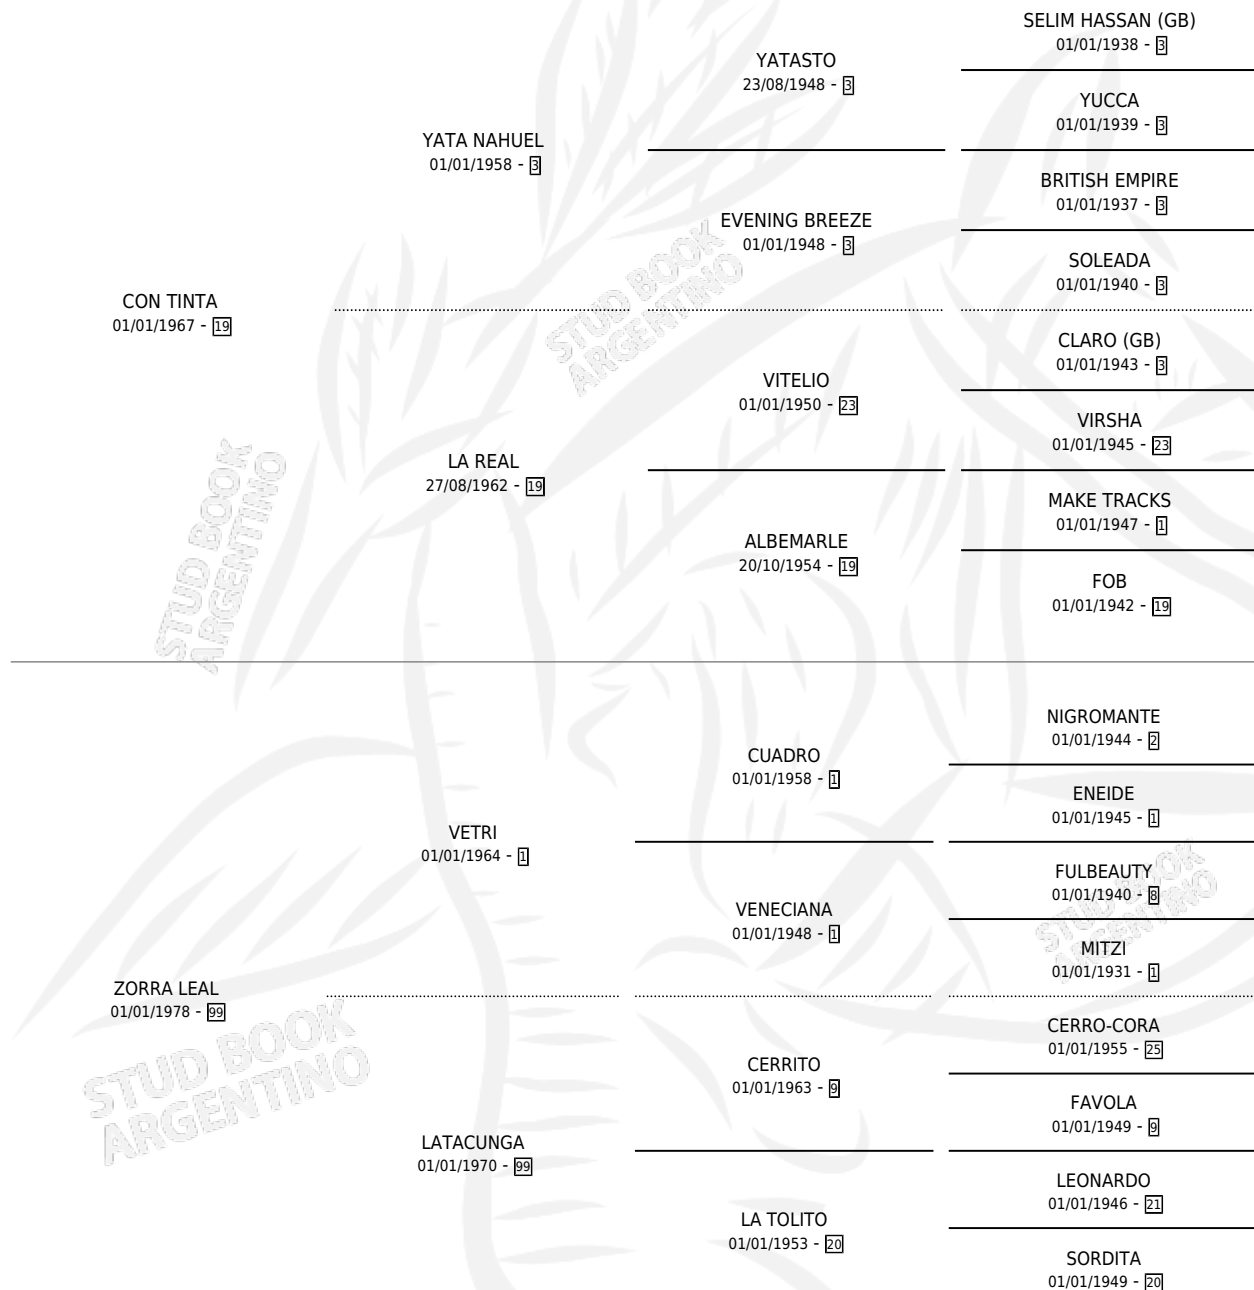 SELIM HASSAN (GB)
01/01/1938 - 3
YATASTO
23/08/1948 - 3
YUCCA
01/01/1939 - 3
YATA NAHUEL
01/01/1958 - 3
BRITISH EMPIRE
01/01/1937 - 3
EVENING BREEZE
01/01/1948 - 3
SOLEADA
01/01/1940 - 3
CON TINTA
01/01/1967 - 19
CLARO (GB)
01/01/1943 - 3
VITELIO
01/01/1950 - 23
VIRSHA
01/01/1945 - 23
LA REAL
27/08/1962 - 19
MAKE TRACKS
01/01/1947 - 1
ALBEMARLE
20/10/1954 - 19
FOB
01/01/1942 - 19
NIGROMANTE
01/01/1944 - 2
CUADRO
01/01/1958 - 1
ENEIDE
01/01/1945 - 1
VETRI
01/01/1964 - 1
FULBEAUTY
01/01/1940 - 8
VENECIANA
01/01/1948 - 1
MITZI
01/01/1931 - 1
ZORRA LEAL
01/01/1978 - 99
CERRO-CORA
01/01/1955 - 25
CERRITO
01/01/1963 - 9
FAVOLA
01/01/1949 - 9
LATACUNGA
01/01/1970 - 99
LEONARDO
01/01/1946 - 21
LA TOLITO
01/01/1953 - 20
SORDITA
01/01/1949 - 20
STUD BOOK
ARGENTINO
STUD BOOK
ARGENTINO
STUD BOOK
ARGENTINO
STUD BOOK
ARGENTINO